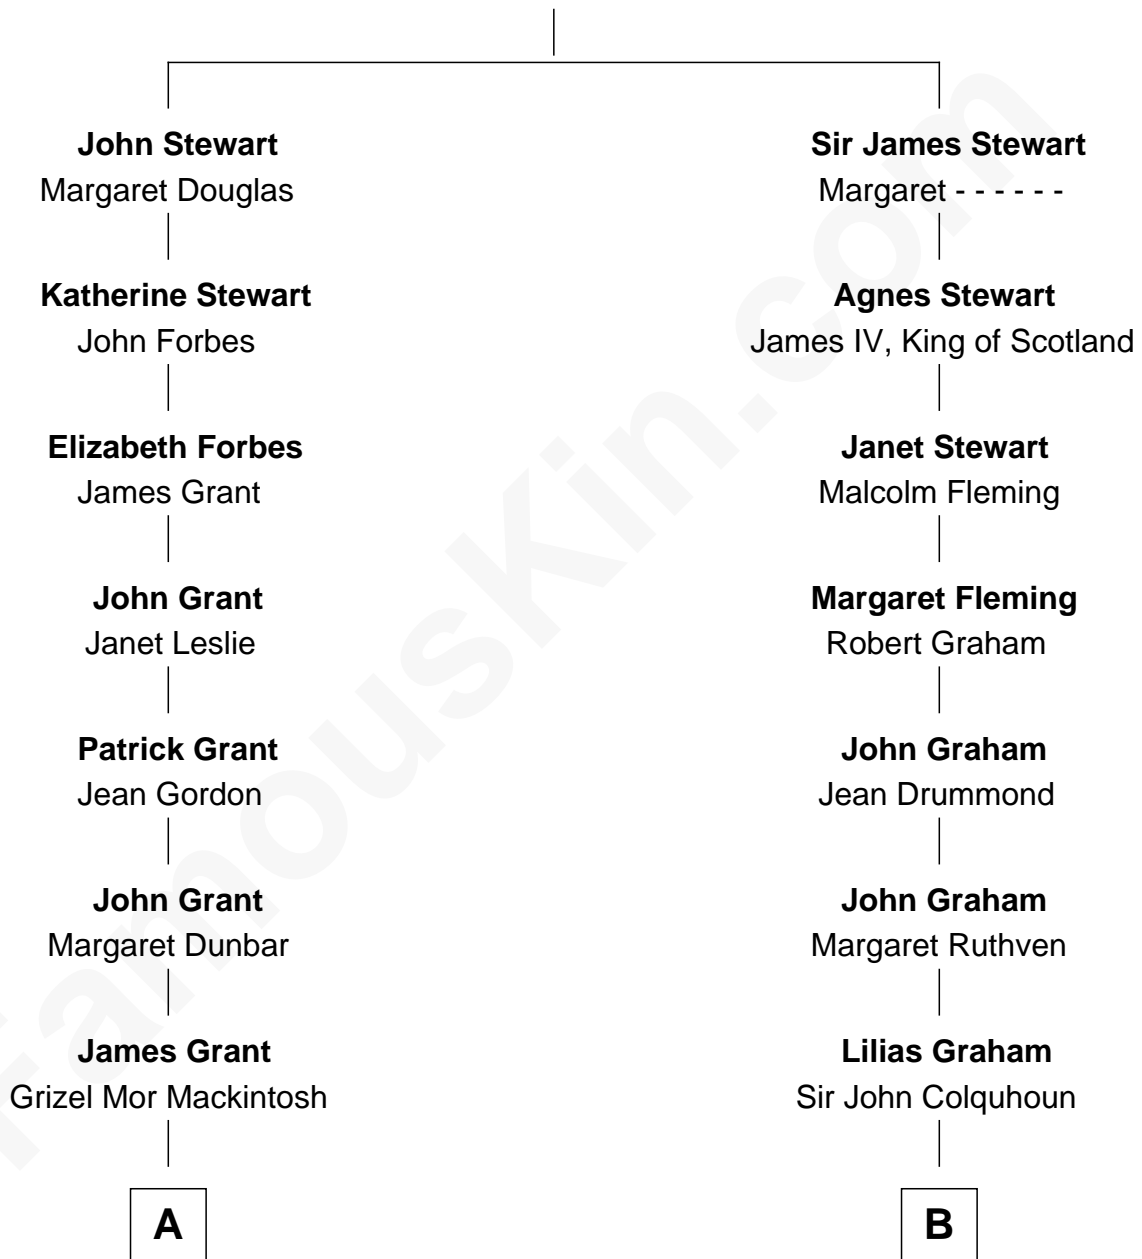 John Stewart
Margaret Douglas
Sir James Stewart
Margaret - - - - - -
Katherine Stewart
John Forbes
Agnes Stewart
James IV, King of Scotland
Elizabeth Forbes
James Grant
Janet Stewart
Malcolm Fleming
John Grant
Janet Leslie
Margaret Fleming
Robert Graham
Patrick Grant
Jean Gordon
John Graham
Jean Drummond
John Grant
Margaret Dunbar
John Graham
Margaret Ruthven
James Grant
Grizel Mor Mackintosh
Lilias Graham
Sir John Colquhoun
A
B
FamousKin.com